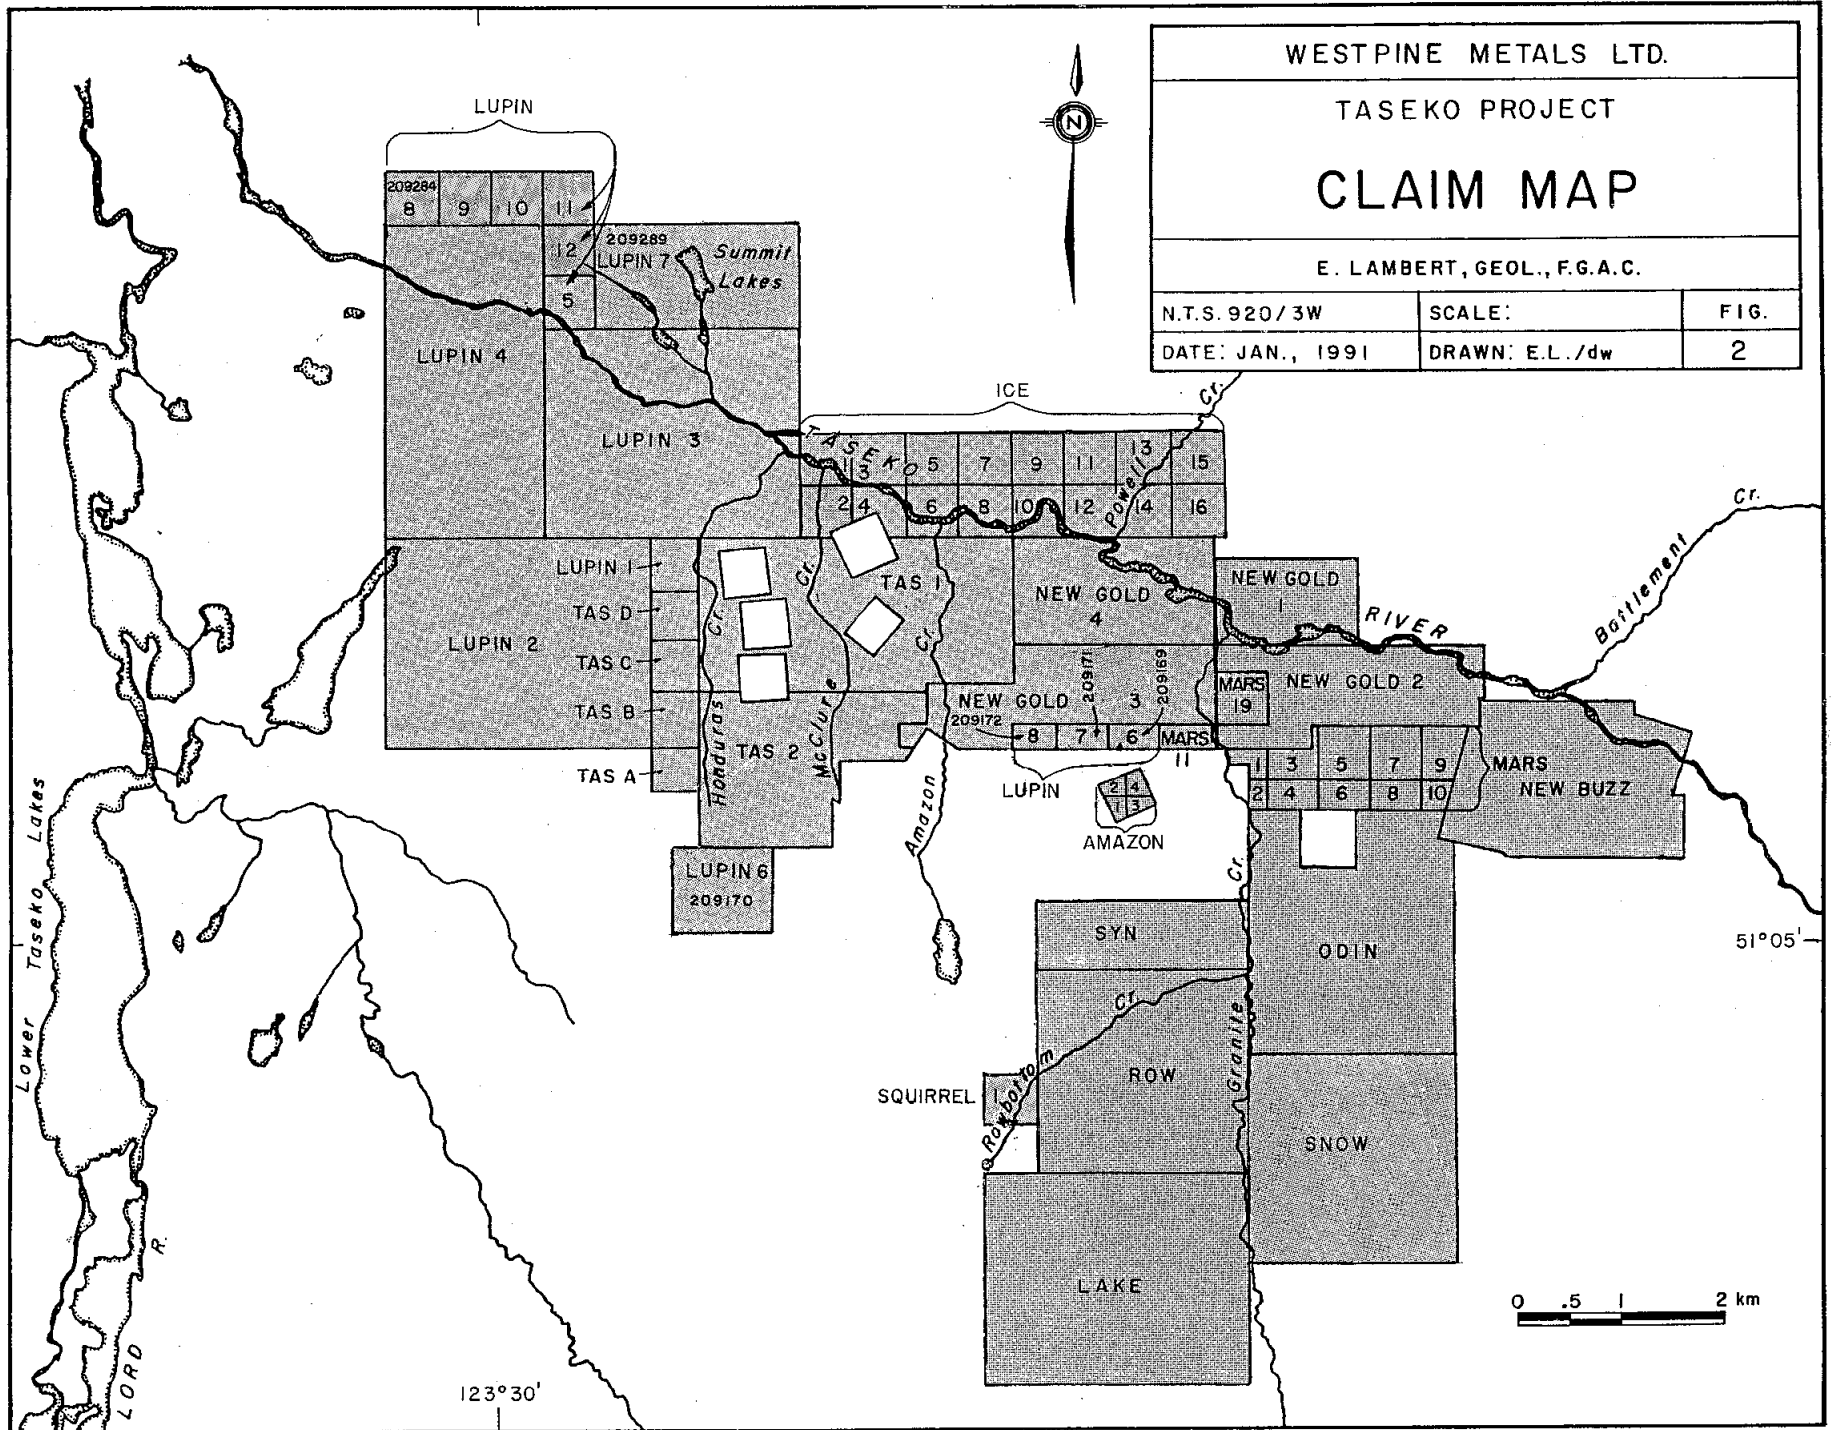 WESTPINE METALS LTD.
TASEKO PROJECT
CLAIM MAP
E. LAMBERT, GEOL., F.G.A.C.
N.T.S. 920/3W
SCALE:
FIG.
DATE: JAN., 1991
DRAWN: E.L./dw
2
N
LUPIN
209284
8
9
10
11
12
5
209289
LUPIN 7
Summit
Lakes
LUPIN 4
LUPIN 3
ICE
TASEKO
1
3
5
7
9
11
13
15
2
4
6
8
10
12
14
16
Powell
Cr.
LUPIN 1
TAS D
TAS C
TAS B
TAS A
LUPIN 2
TAS 1
TAS 2
Honduras
Cr.
McClure
Cr.
Amazon
Cr.
NEW GOLD
4
NEW GOLD
1
RIVER
Battlement
Cr.
NEW GOLD
3
209171
209169
209172
8
7
6
MARS
11
LUPIN
MARS
19
NEW GOLD 2
1
3
5
7
9
2
4
6
8
10
MARS
NEW BUZZ
2
4
1
3
AMAZON
LUPIN 6
209170
SYN
ODIN
51°05'
Cr.
Granite
Rowbottom
Cr.
ROW
SQUIRREL
1
SNOW
LAKE
Lower Taseko Lakes
LORD
R.
123°30'
0 .5 1 2 km